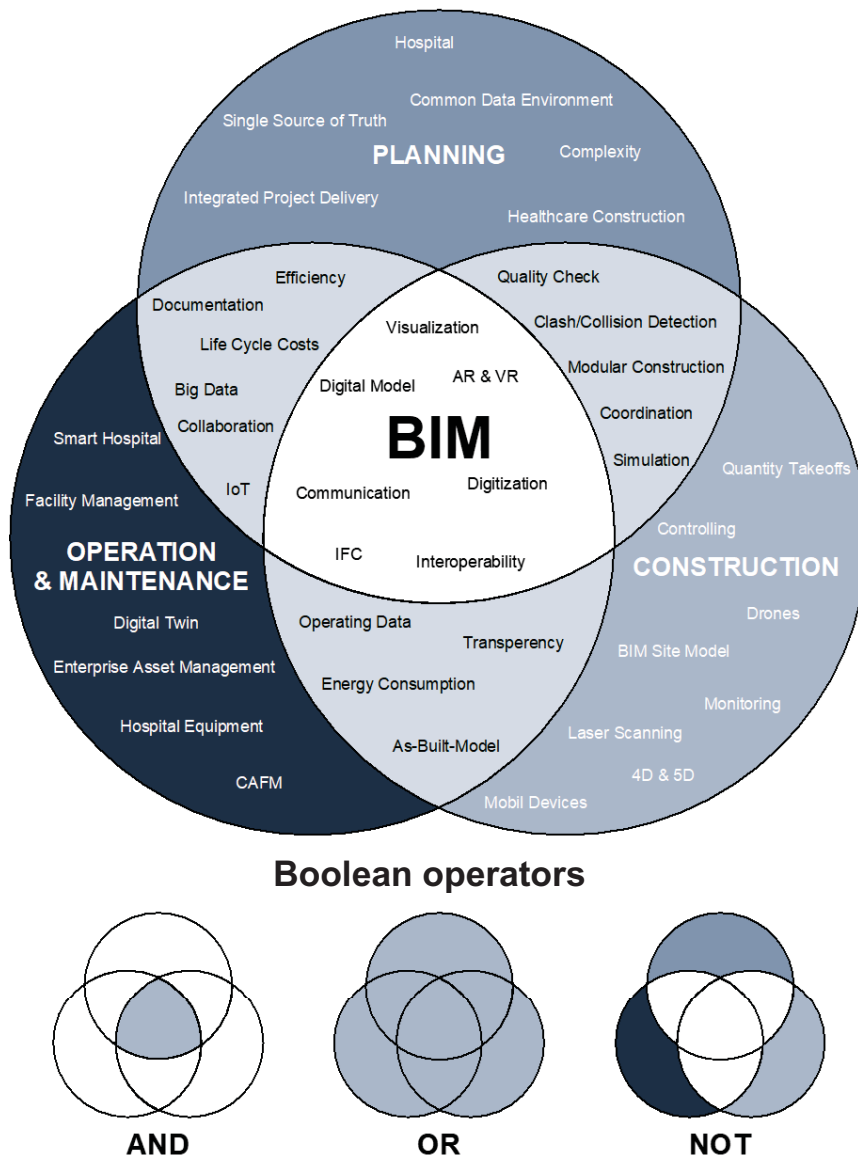 Hospital
Common Data Environment
Single Source of Truth
PLANNING
Complexity
Integrated Project Delivery
Healthcare Construction
Efficiency
Quality Check
Documentation
Visualization
Clash/Collision Detection
Life Cycle Costs
Modular Construction
AR & VR
Digital Model
Big Data
Coordination
Collaboration
BIM
Smart Hospital
Simulation
Quantity Takeoffs
Digitization
IoT
Communication
Facility Management
Controlling
OPERATION
& MAINTENANCE
IFC
Interoperability
CONSTRUCTION
Drones
Digital Twin
Operating Data
Transperency
BIM Site Model
Enterprise Asset Management
Energy Consumption
Monitoring
Hospital Equipment
Laser Scanning
As-Built-Model
4D & 5D
CAFM
Mobil Devices
Boolean operators
AND
OR
NOT